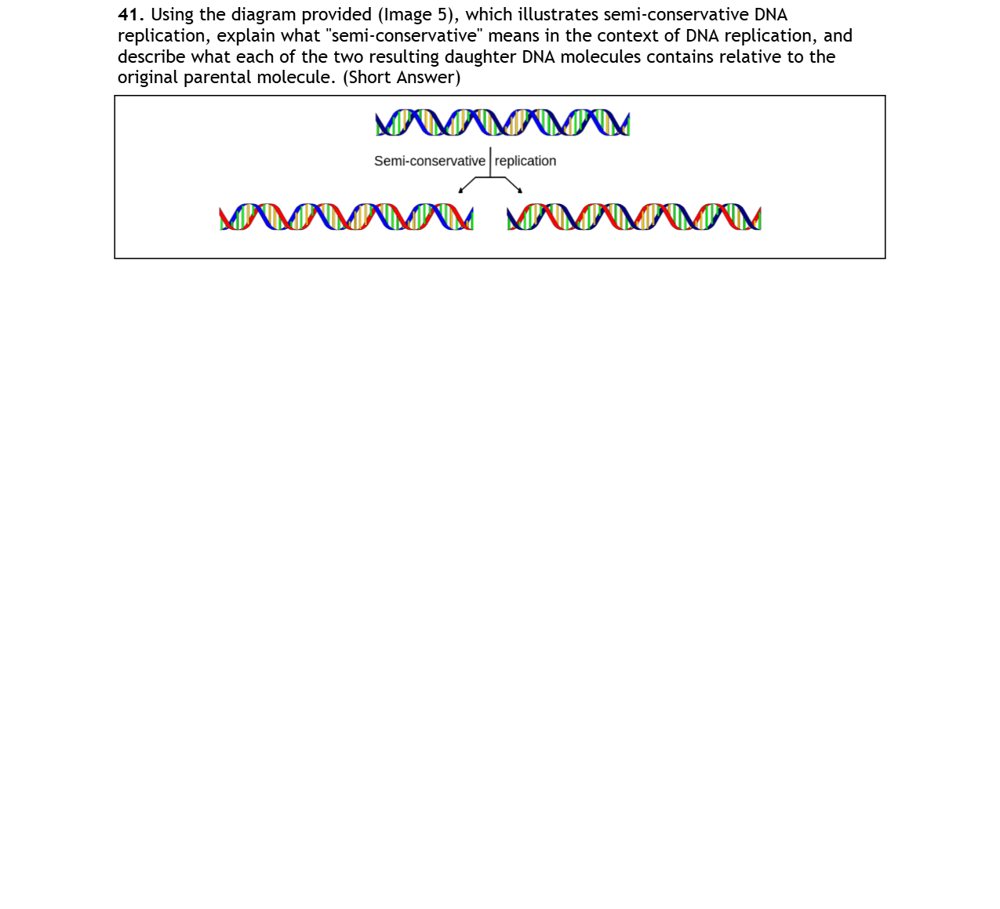 41. Using the diagram provided (Image 5), which illustrates semi-conservative DNA
replication, explain what "semi-conservative" means in the context of DNA replication, and
describe what each of the two resulting daughter DNA molecules contains relative to the
original parental molecule. (Short Answer)
Semi-conservative replication